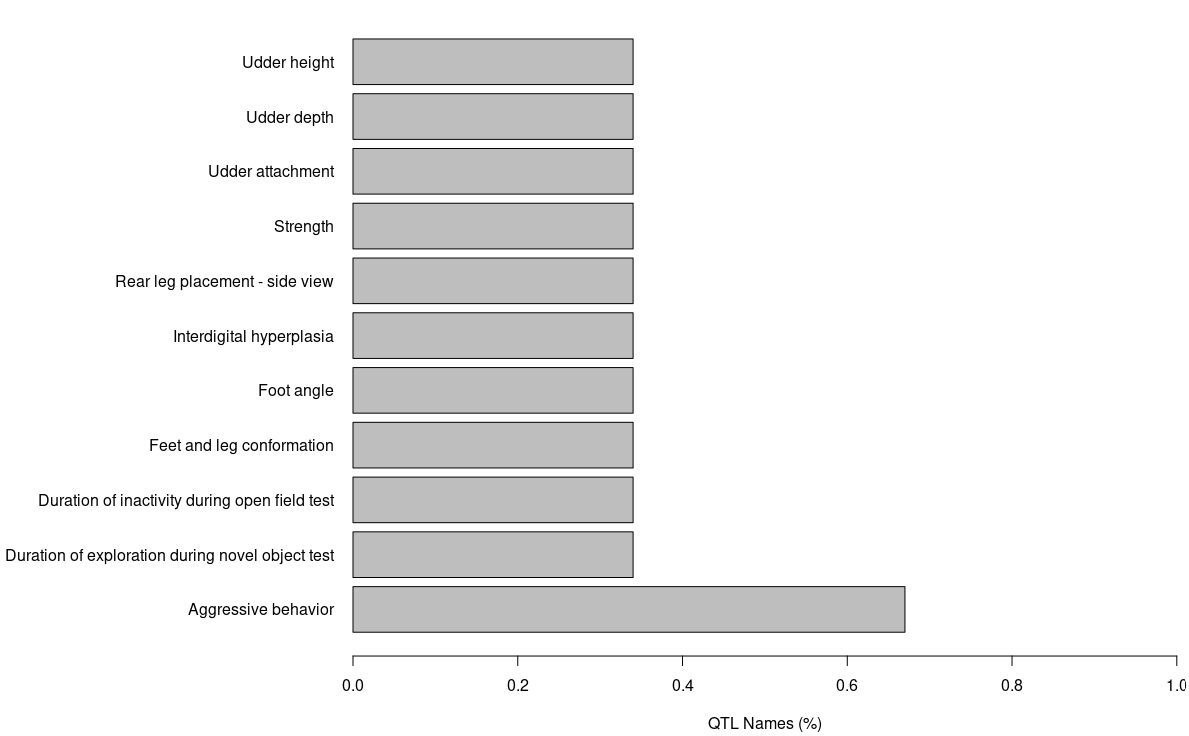 Udder height
Udder depth
Udder attachment
Strength
Rear leg placement - side view
Interdigital hyperplasia
Foot angle
Feet and leg conformation
Duration of inactivity during open field test
Duration of exploration during novel object test
Aggressive behavior
0.0 0.2 0.4 0.6 0.8 1.0
QTL Names (%)